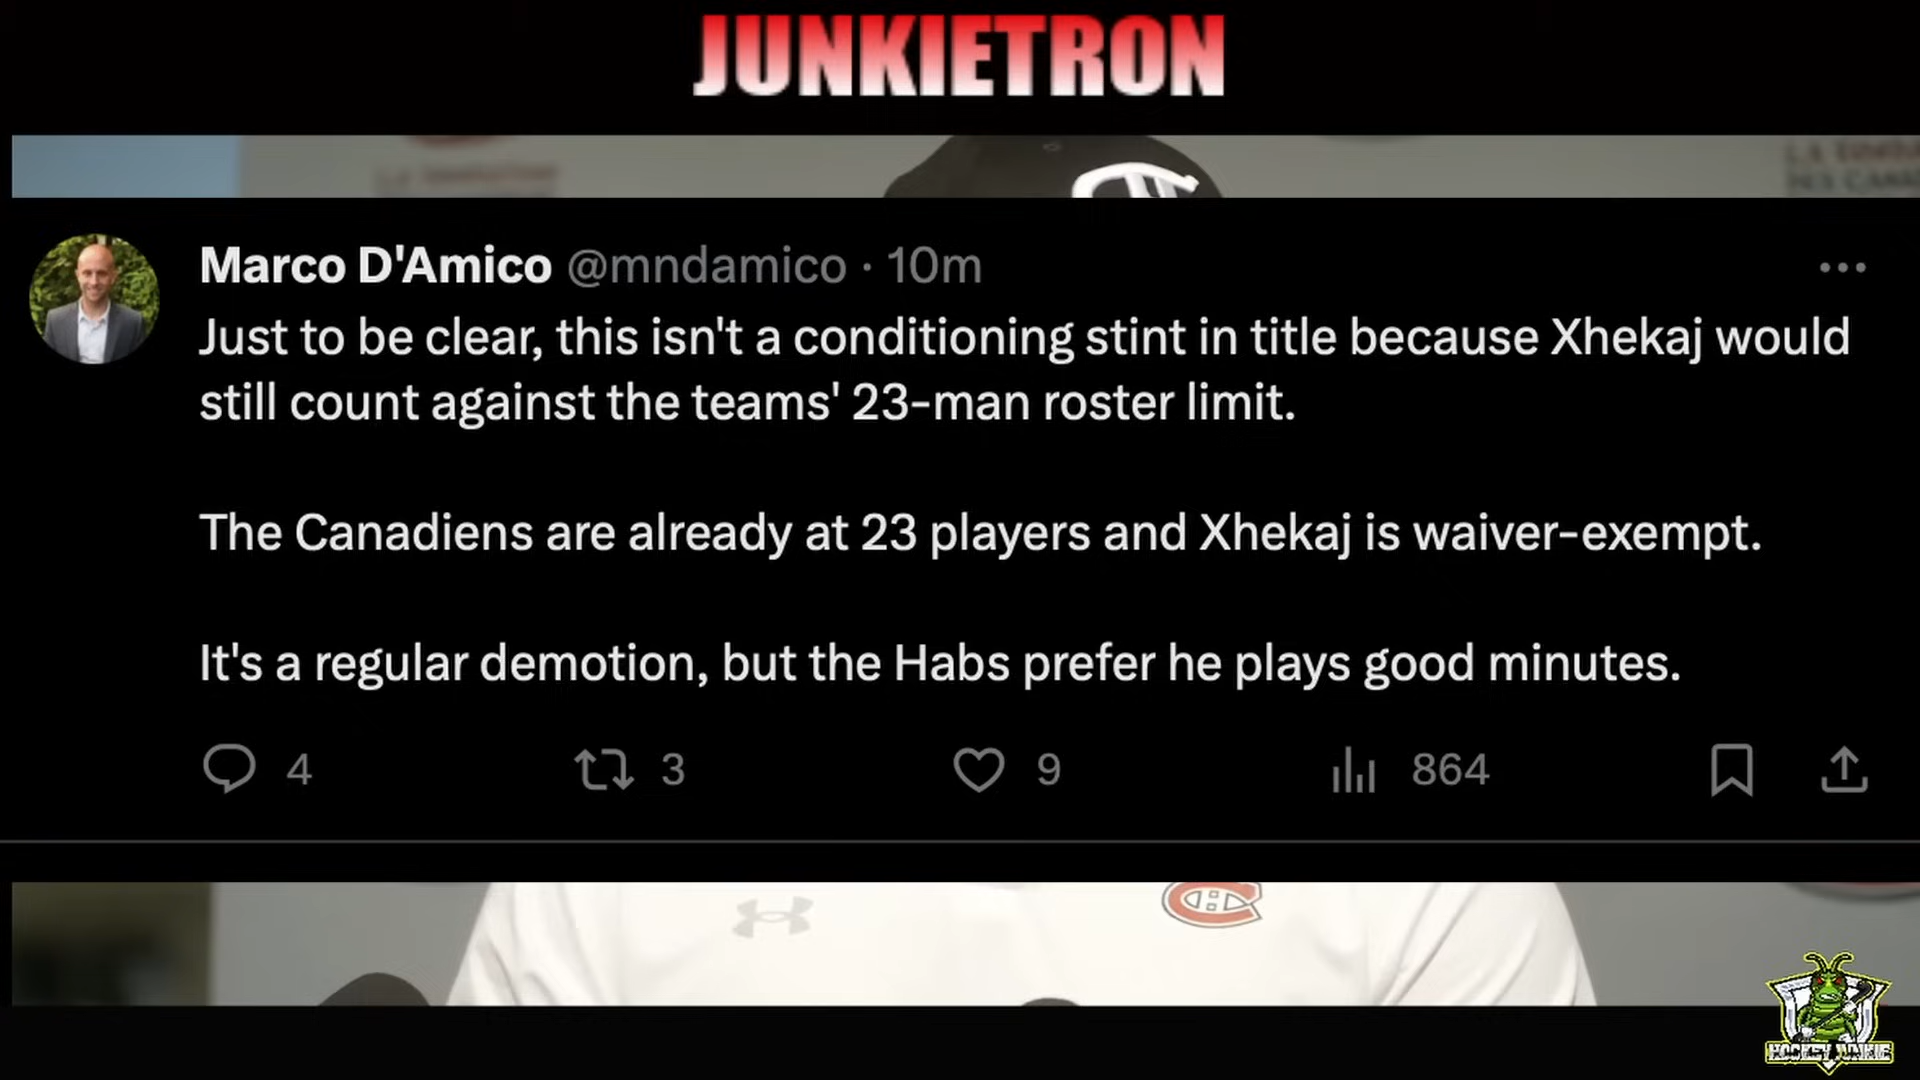 JUNKIETRON
Marco D'Amico @mndamico · 10m
Just to be clear, this isn't a conditioning stint in title because Xhekaj would
still count against the teams' 23-man roster limit.
The Canadiens are already at 23 players and Xhekaj is waiver-exempt.
It's a regular demotion, but the Habs prefer he plays good minutes.
4 3 9 864
HOCKEY JUNKIE